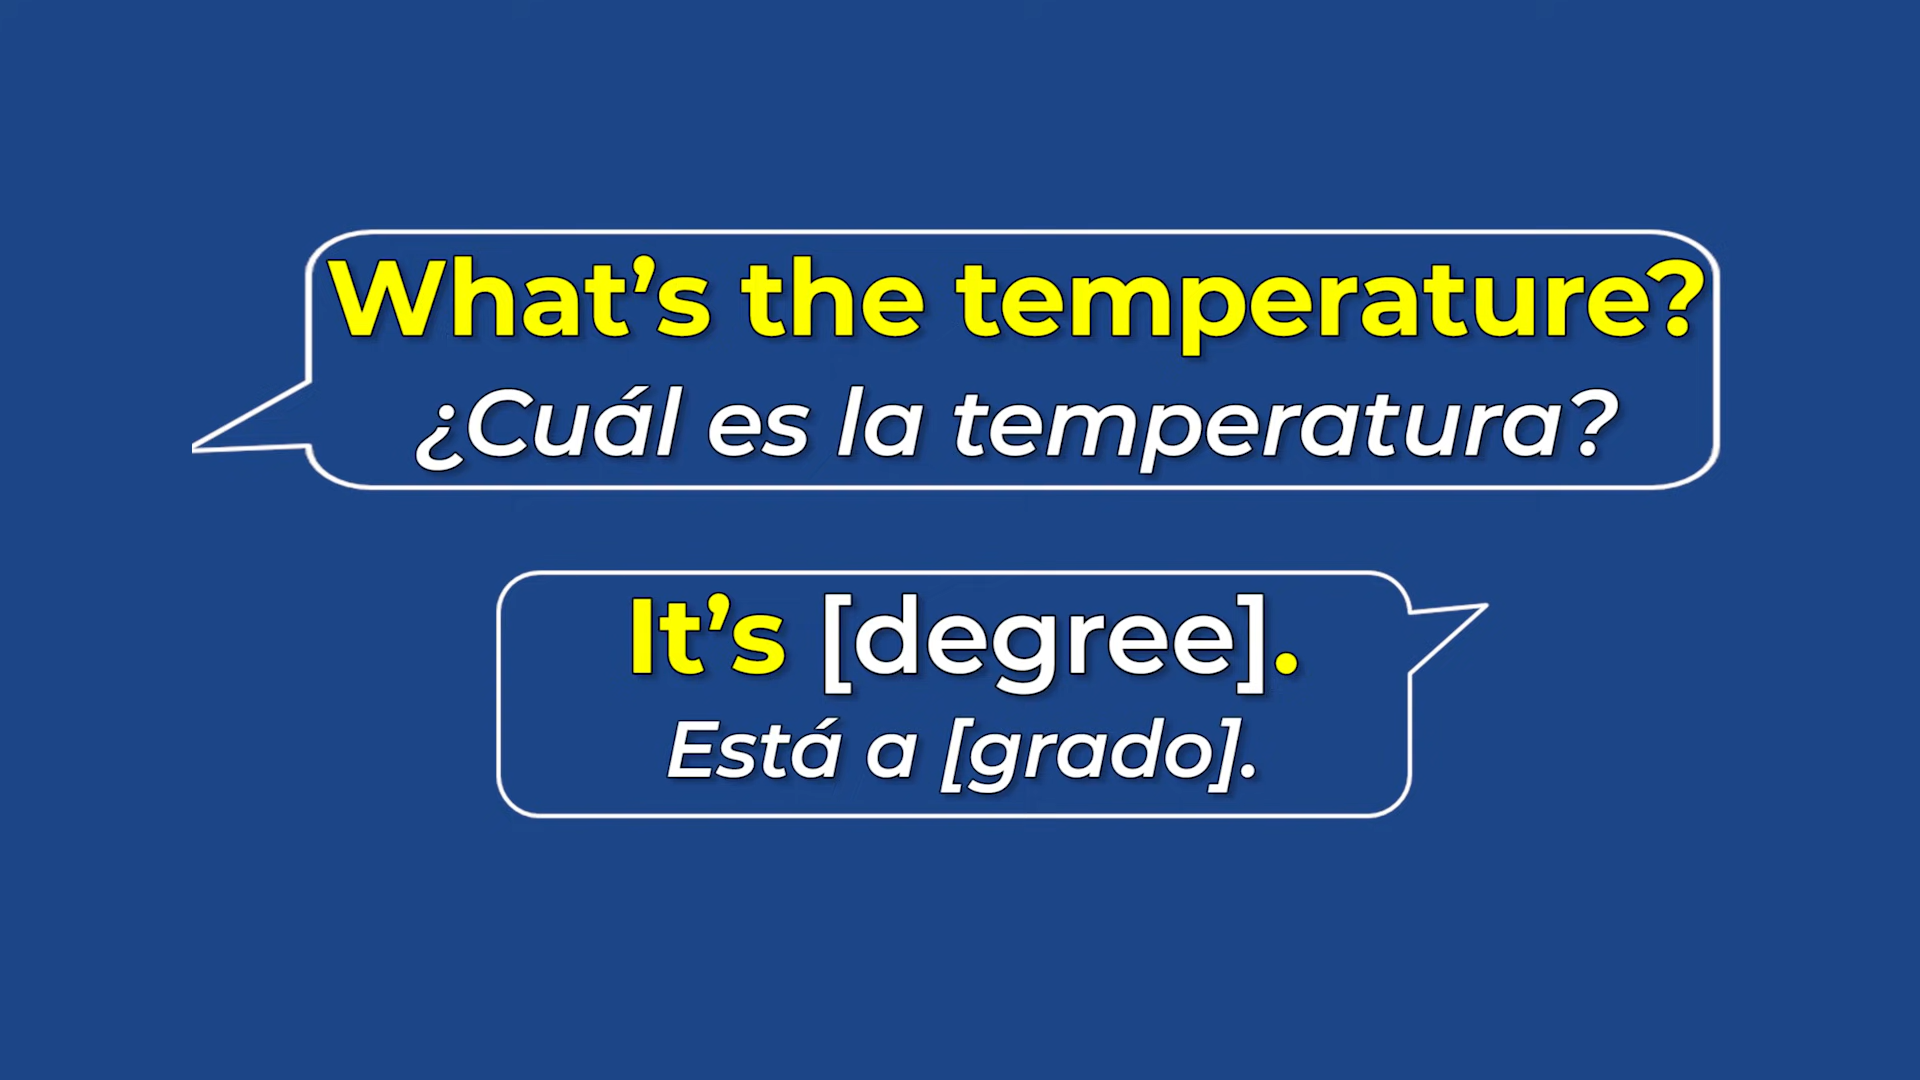 What’s the temperature?
¿Cuál es la temperatura?
It’s [degree].
Está a [grado].